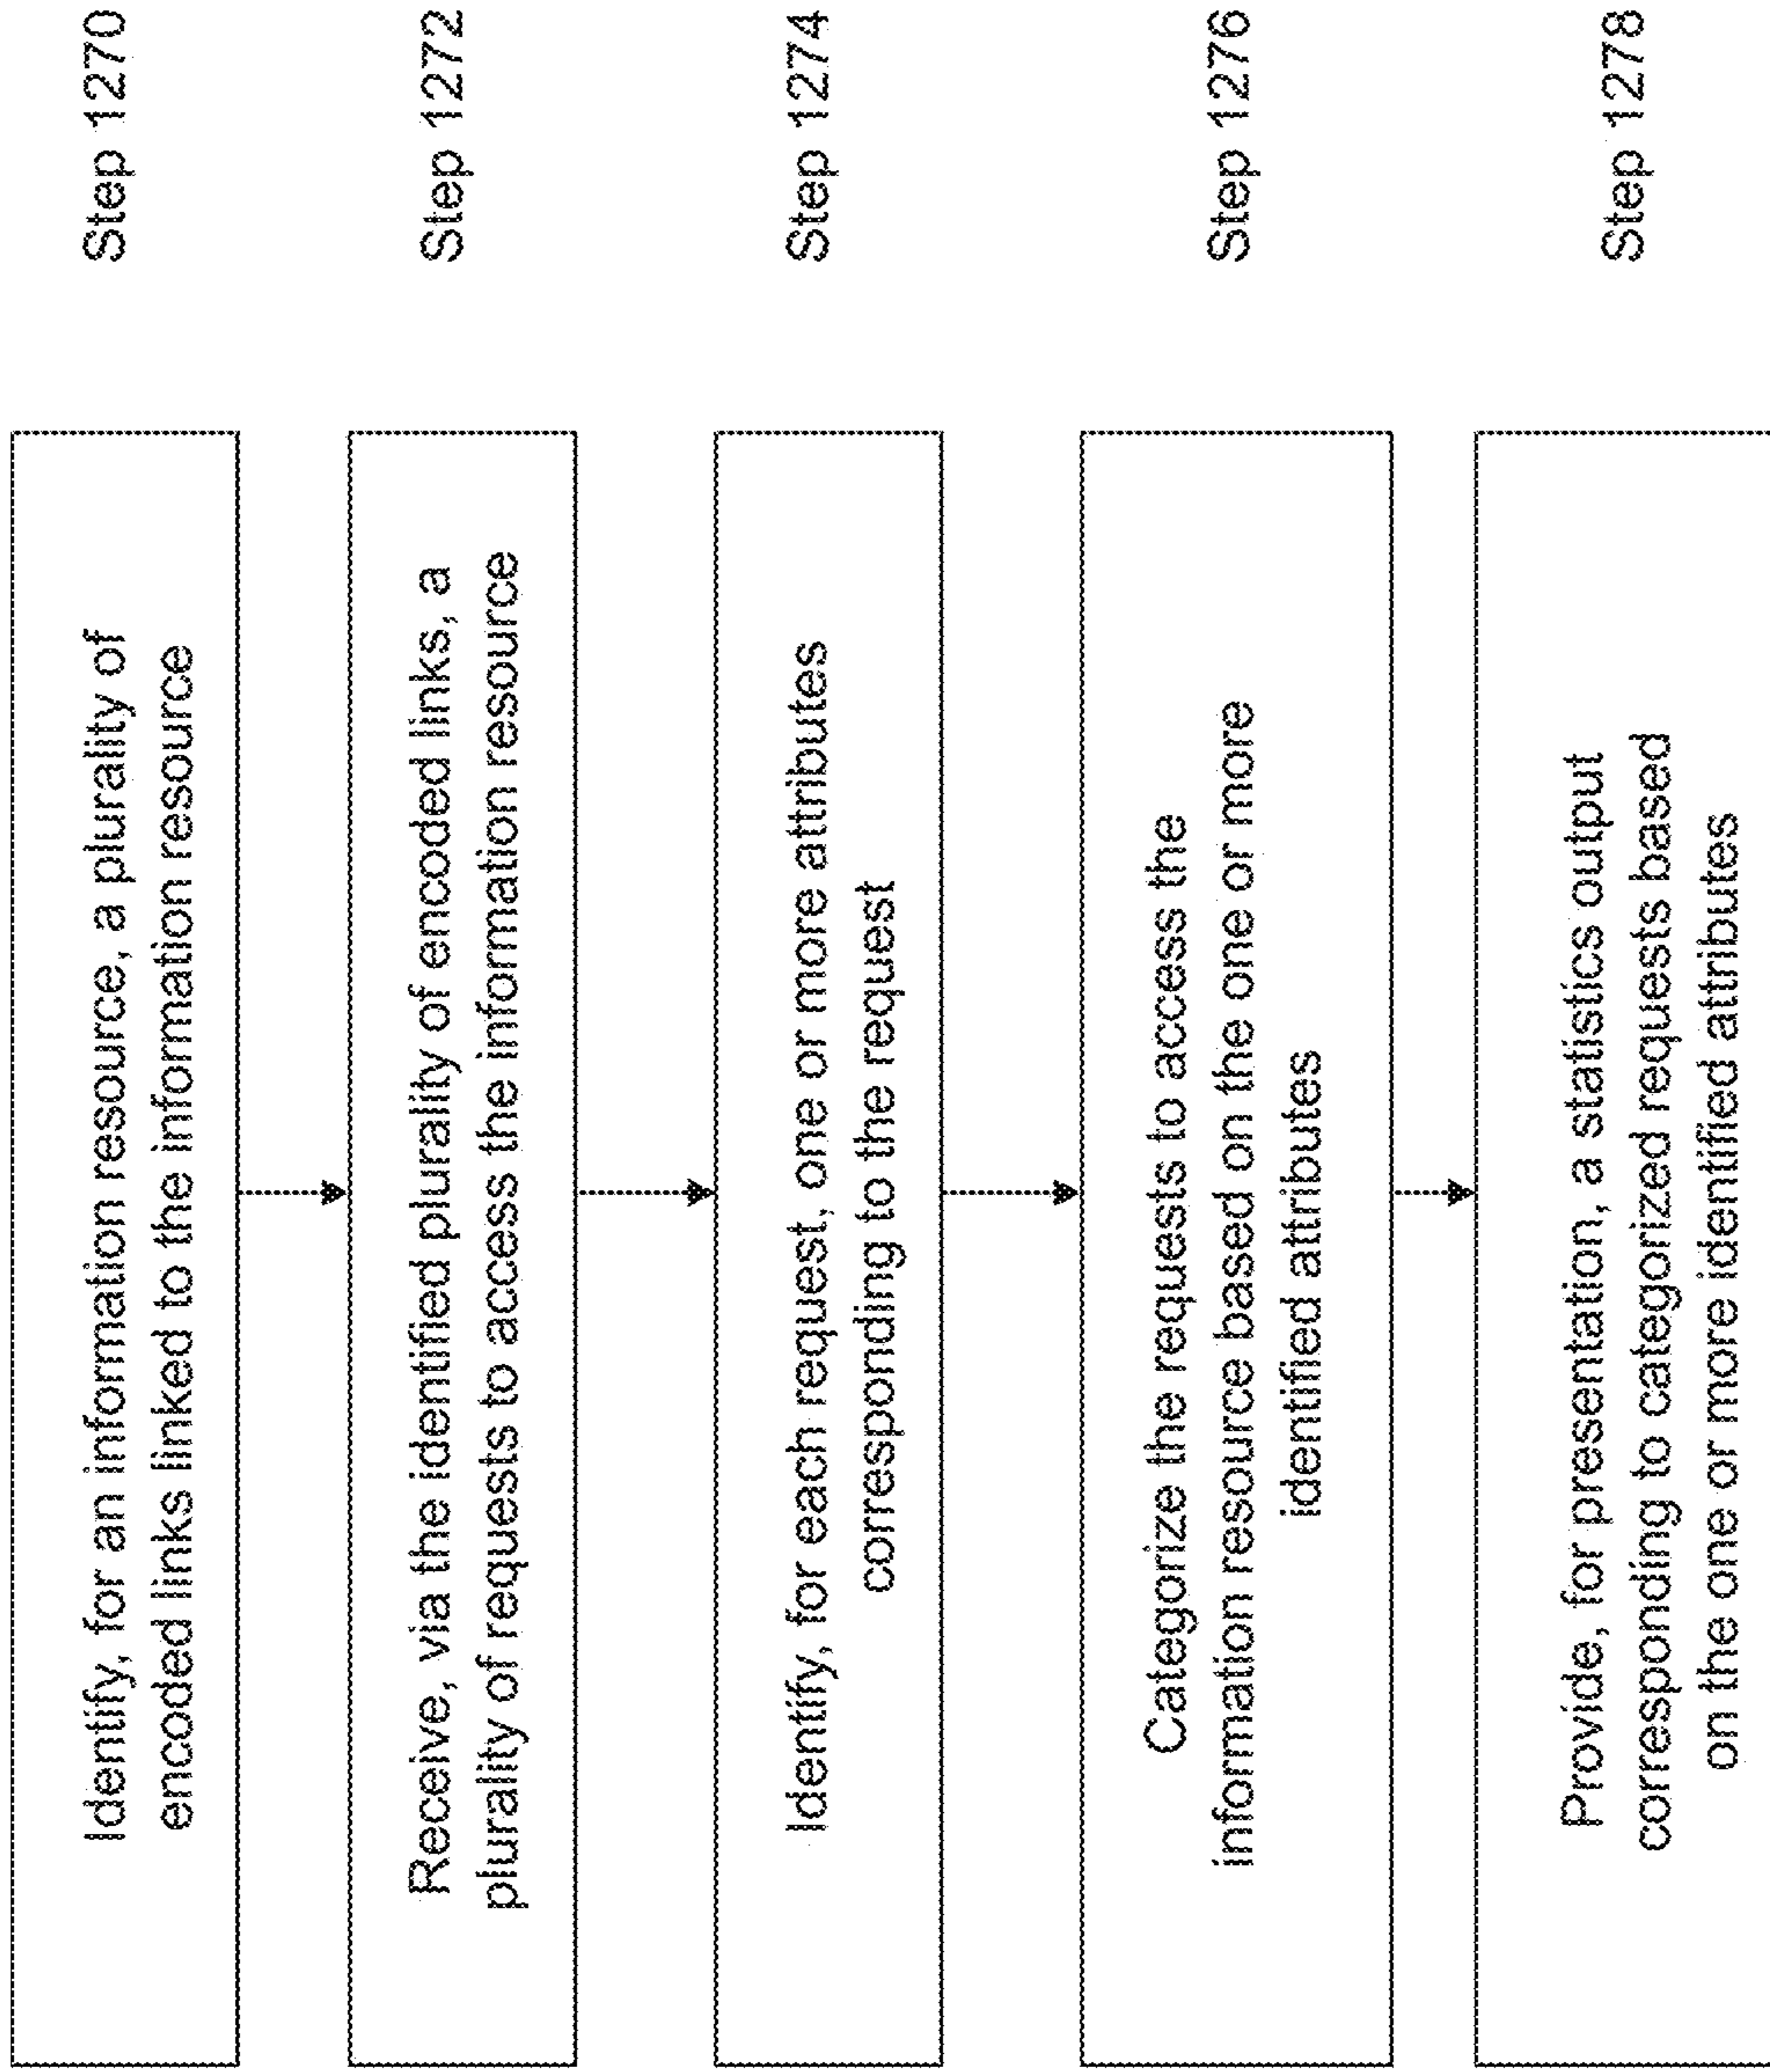 Identify, for an information resource, a plurality of
encoded links linked to the information resource
Step 1270
Receive, via the identified plurality of encoded links, a
plurality of requests to access the information resource
Step 1272
Identify, for each request, one or more attributes
corresponding to the request
Step 1274
Categorize the requests to access the
information resource based on the one or more
identified attributes
Step 1276
Provide, for presentation, a statistics output
corresponding to categorized requests based
on the one or more identified attributes
Step 1278